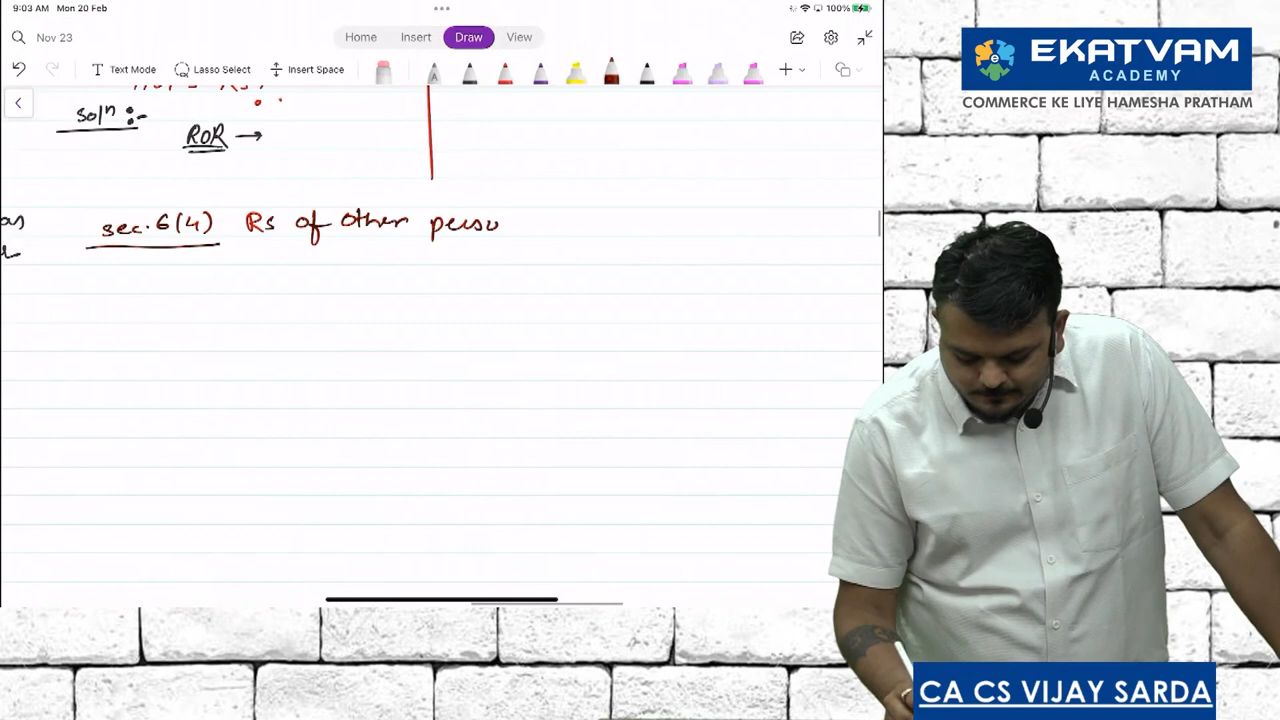 9:03 AM Mon 20 Feb
100%
Nov 23
Home Insert Draw View
Text Mode Lasso Select Insert Space
A
EKATVAM
ACADEMY
COMMERCE KE LIYE HAMESHA PRATHAM
soln :-
ROR →
sec. 6(4) Rs of Other perso
CA CS VIJAY SARDA